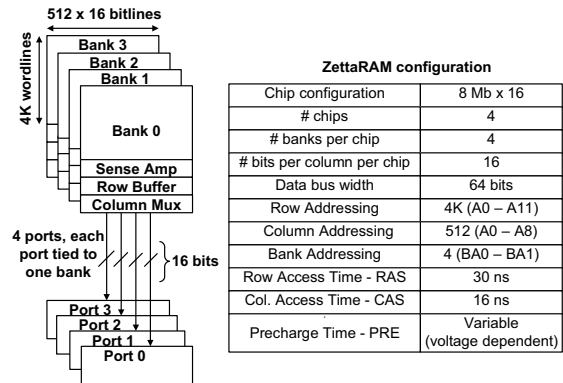 512 x 16 bitlines
4K wordlines
Bank 3
Bank 2
Bank 1
Bank 0
Sense Amp
Row Buffer
Column Mux
4 ports, each
port tied to
one bank
16 bits
Port 3
Port 2
Port 1
Port 0
ZettaRAM configuration
Chip configuration 8 Mb x 16
# chips 4
# banks per chip 4
# bits per column per chip 16
Data bus width 64 bits
Row Addressing 4K (A0 – A11)
Column Addressing 512 (A0 – A8)
Bank Addressing 4 (BA0 – BA1)
Row Access Time - RAS 30 ns
Col. Access Time - CAS 16 ns
Precharge Time - PRE Variable
(voltage dependent)